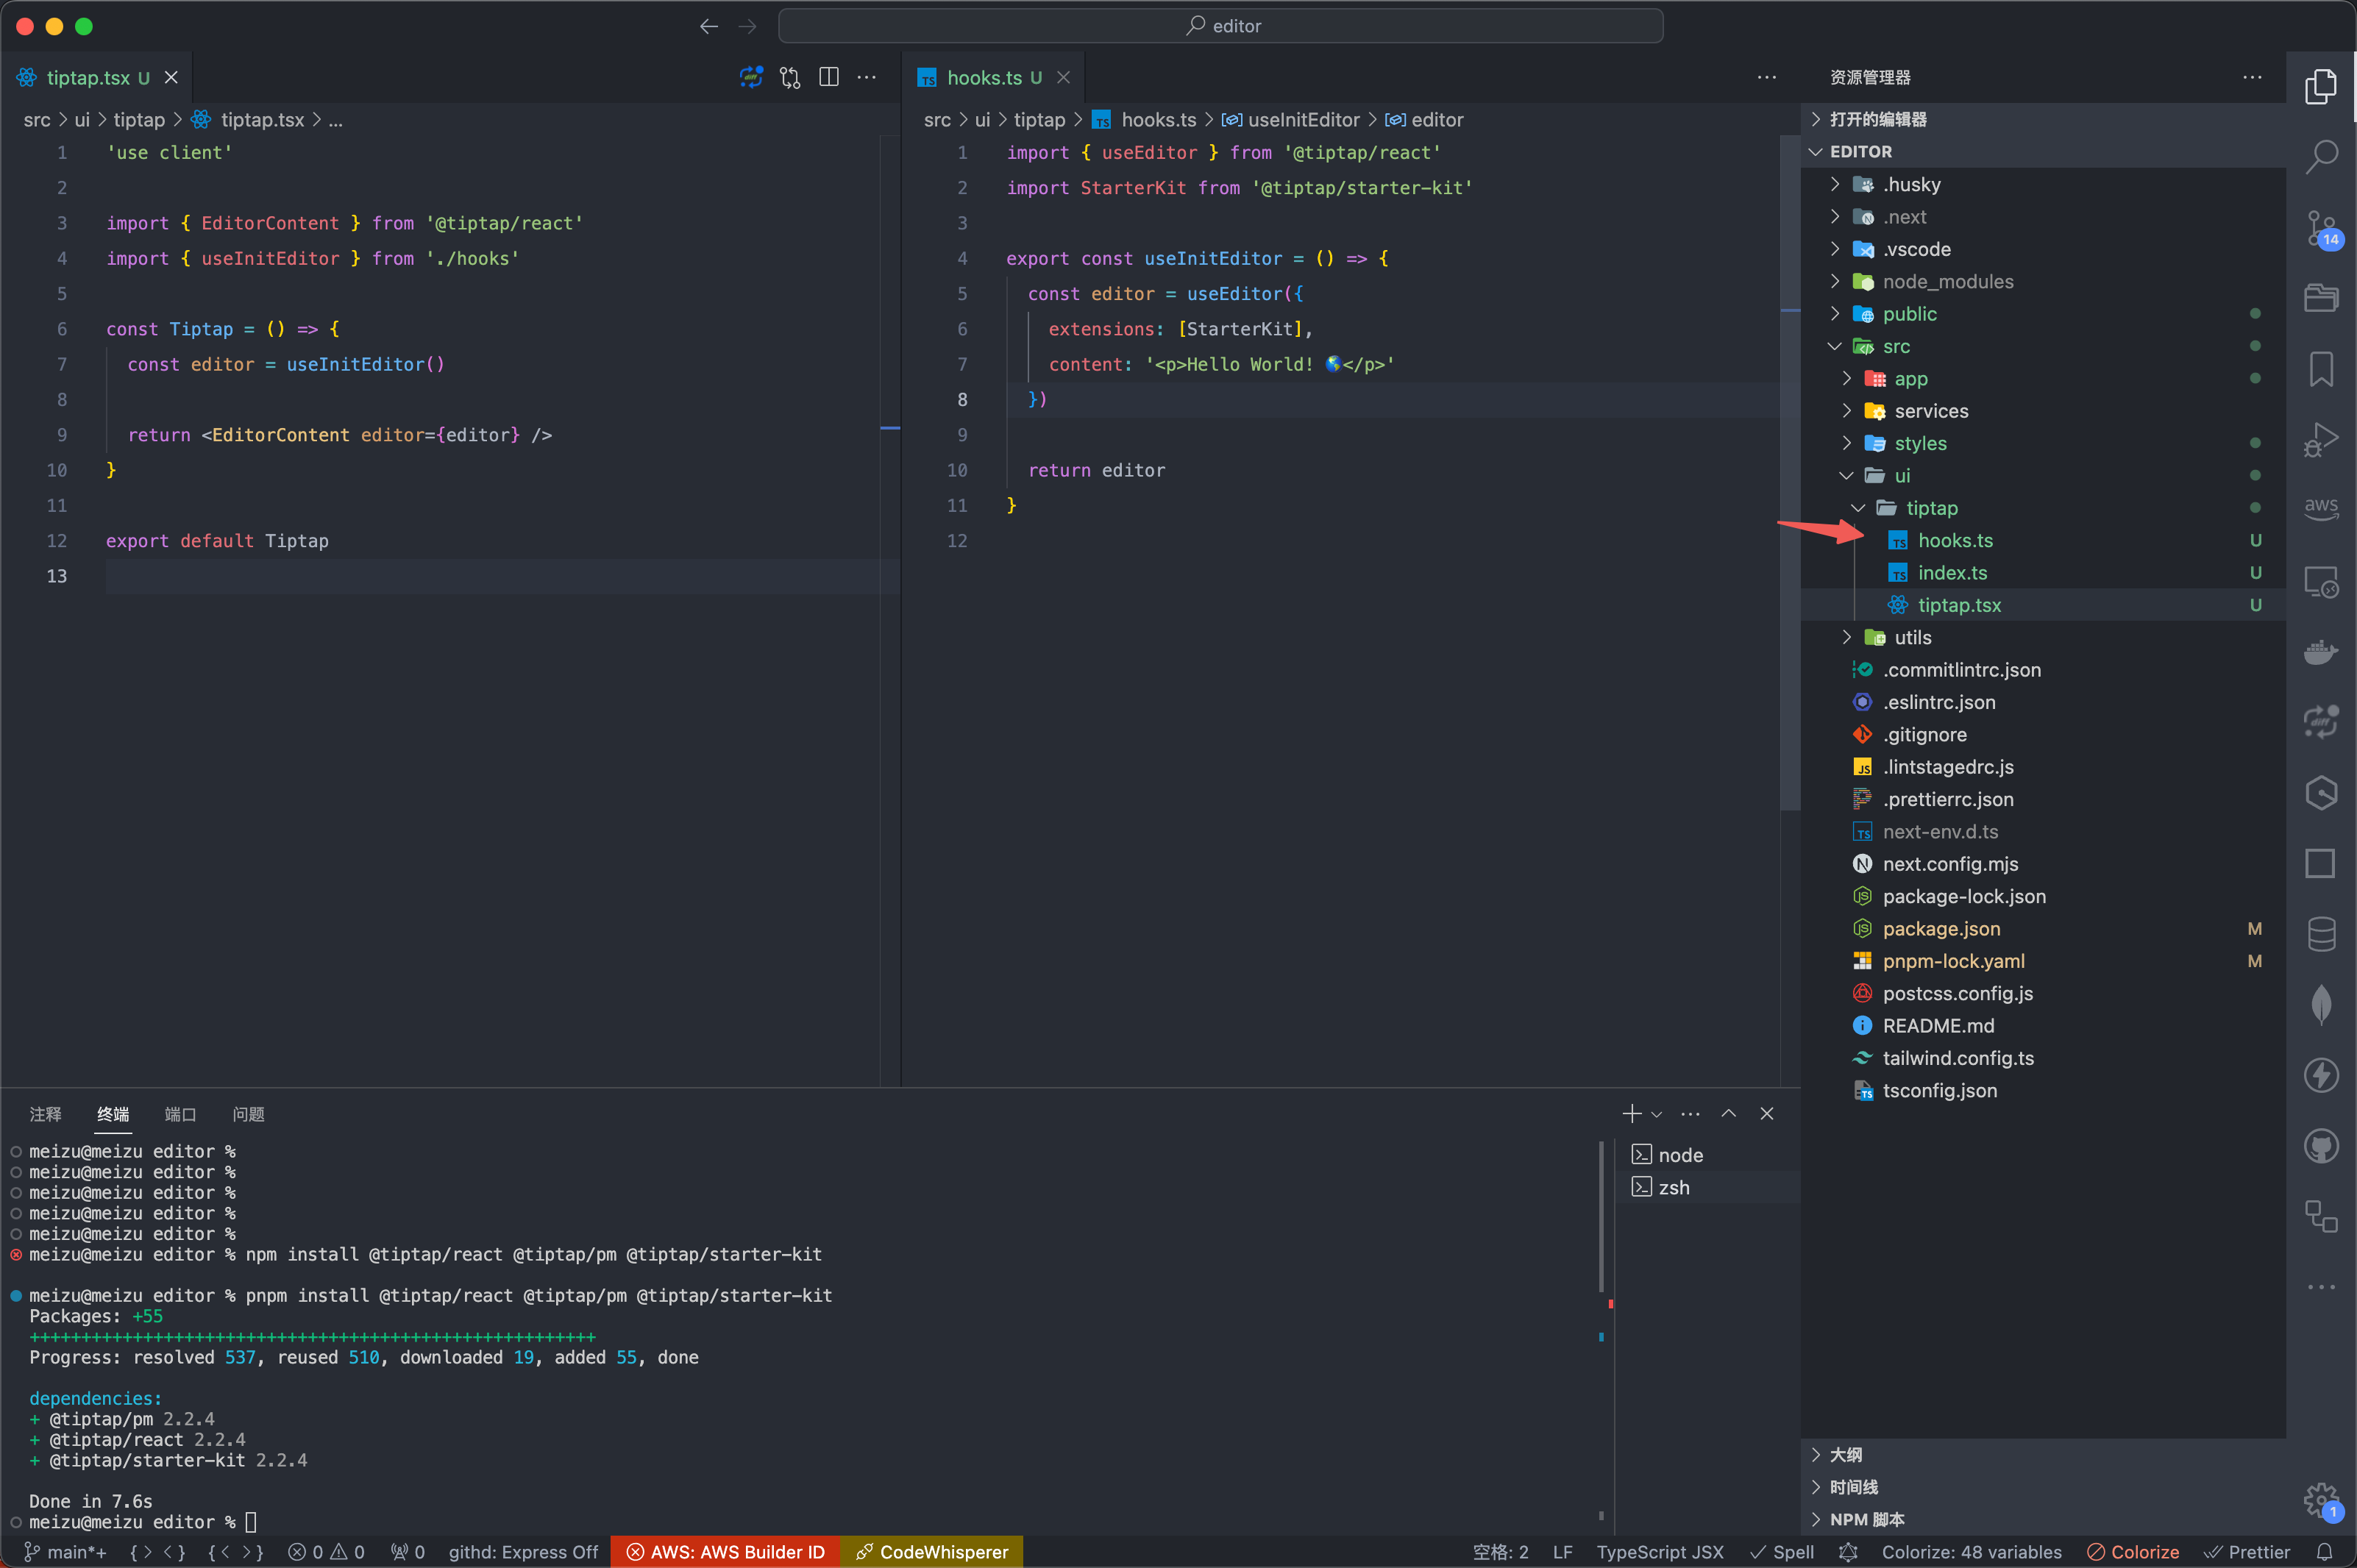 editor
tiptap.tsx U
src > ui > tiptap > tiptap.tsx > ...
1 'use client'
2
3 import { EditorContent } from '@tiptap/react'
4 import { useInitEditor } from './hooks'
5
6 const Tiptap = () => {
7 const editor = useInitEditor()
8
9 return <EditorContent editor={editor} />
10 }
11
12 export default Tiptap
13
hooks.ts U
src > ui > tiptap > TS hooks.ts > useInitEditor > editor
1 import { useEditor } from '@tiptap/react'
2 import StarterKit from '@tiptap/starter-kit'
3
4 export const useInitEditor = () => {
5 const editor = useEditor({
6 extensions: [StarterKit],
7 content: '<p>Hello World! 🌎</p>'
8 })
9
10 return editor
11 }
12
资源管理器
打开的编辑器
EDITOR
.husky
.next
.vscode
node_modules
public
src
app
services
styles
ui
tiptap
hooks.ts U
index.ts U
tiptap.tsx U
utils
.commitlintrc.json
.eslintrc.json
.gitignore
.lintstagedrc.js
.prettierrc.json
next-env.d.ts
next.config.mjs
package-lock.json
package.json M
pnpm-lock.yaml M
postcss.config.js
README.md
tailwind.config.ts
tsconfig.json
大纲
时间线
NPM 脚本
14
aws
diff
1
注释 终端 端口 问题
meizu@meizu editor %
meizu@meizu editor %
meizu@meizu editor %
meizu@meizu editor %
meizu@meizu editor %
meizu@meizu editor % npm install @tiptap/react @tiptap/pm @tiptap/starter-kit
meizu@meizu editor % pnpm install @tiptap/react @tiptap/pm @tiptap/starter-kit
Packages: +55
+++++++++++++++++++++++++++++++++++++++++++++++++++++++
Progress: resolved 537, reused 510, downloaded 19, added 55, done
dependencies:
+ @tiptap/pm 2.2.4
+ @tiptap/react 2.2.4
+ @tiptap/starter-kit 2.2.4
Done in 7.6s
meizu@meizu editor %
node
zsh
main*+ {> <} {< >} 0 0 0 githd: Express Off AWS: AWS Builder ID CodeWhisperer 空格: 2 LF TypeScript JSX Spell Colorize: 48 variables Colorize Prettier